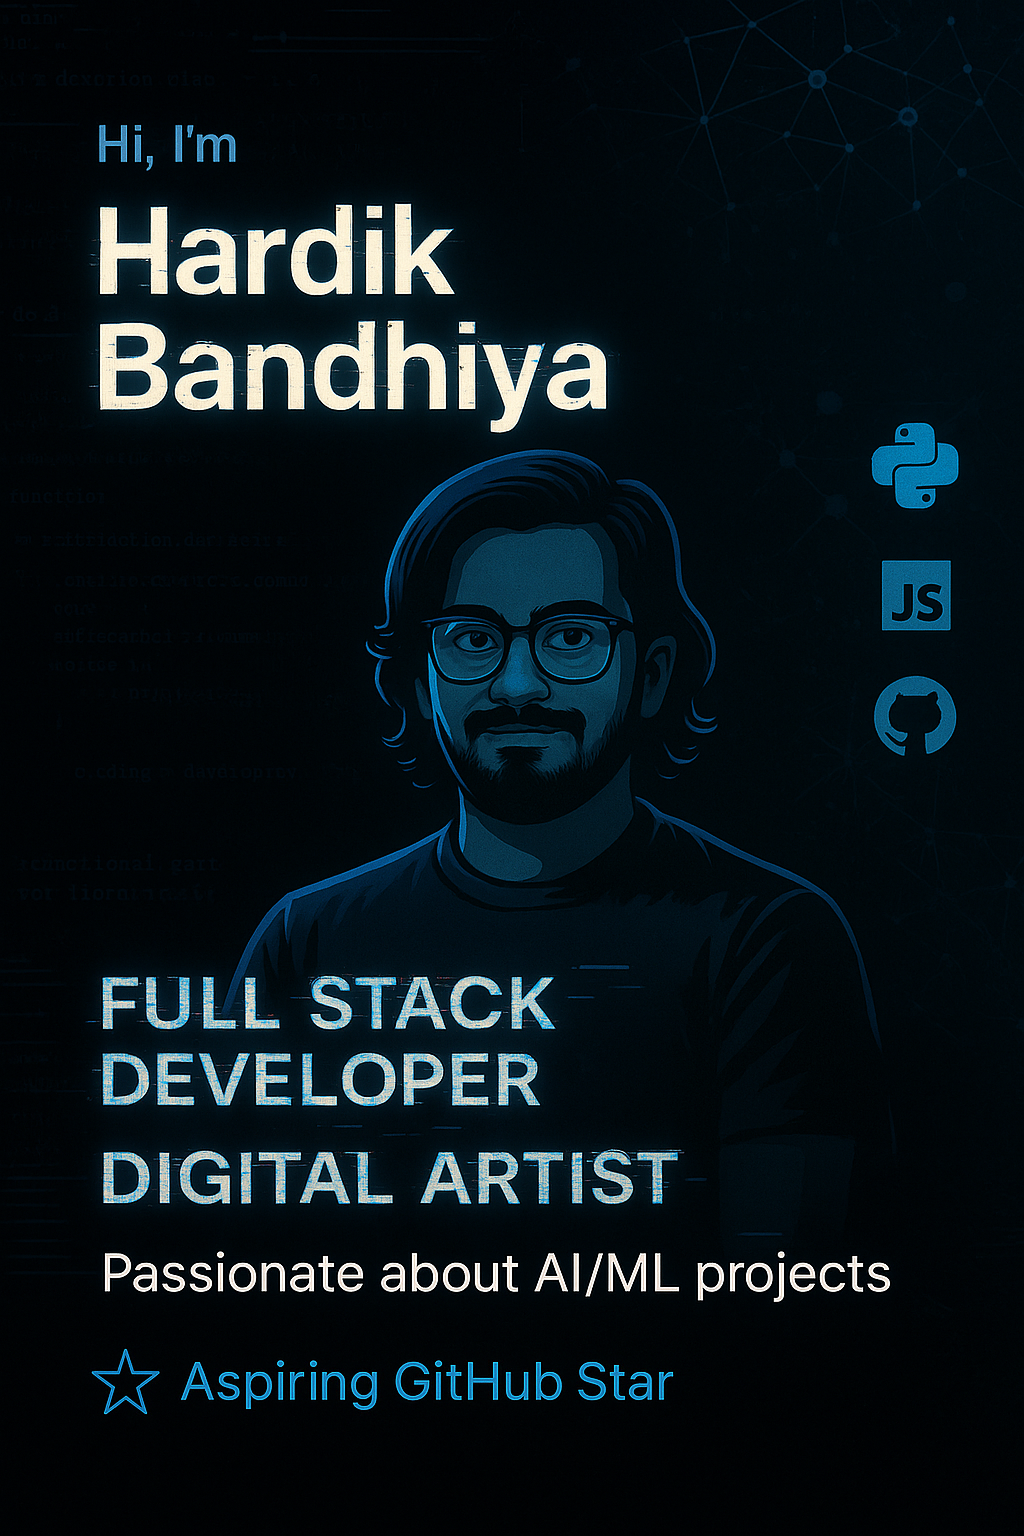 Hi, I'm
Hardik
Bandhiya
JS
FULL STACK
DEVELOPER
DIGITAL ARTIST
Passionate about AI/ML projects
Aspiring GitHub Star